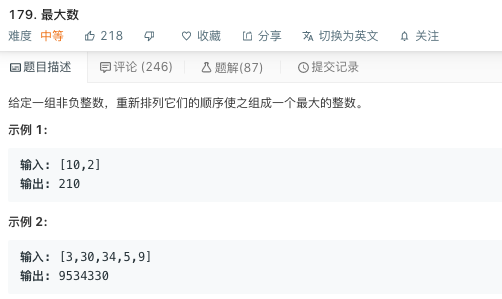 179. 最大数
难度 中等 218 收藏 分享 切换为英文 关注
题目描述 评论 (246) 题解(87) 提交记录
给定一组非负整数，重新排列它们的顺序使之组成一个最大的整数。
示例 1:
输入: [10,2]
输出: 210
示例 2:
输入: [3,30,34,5,9]
输出: 9534330